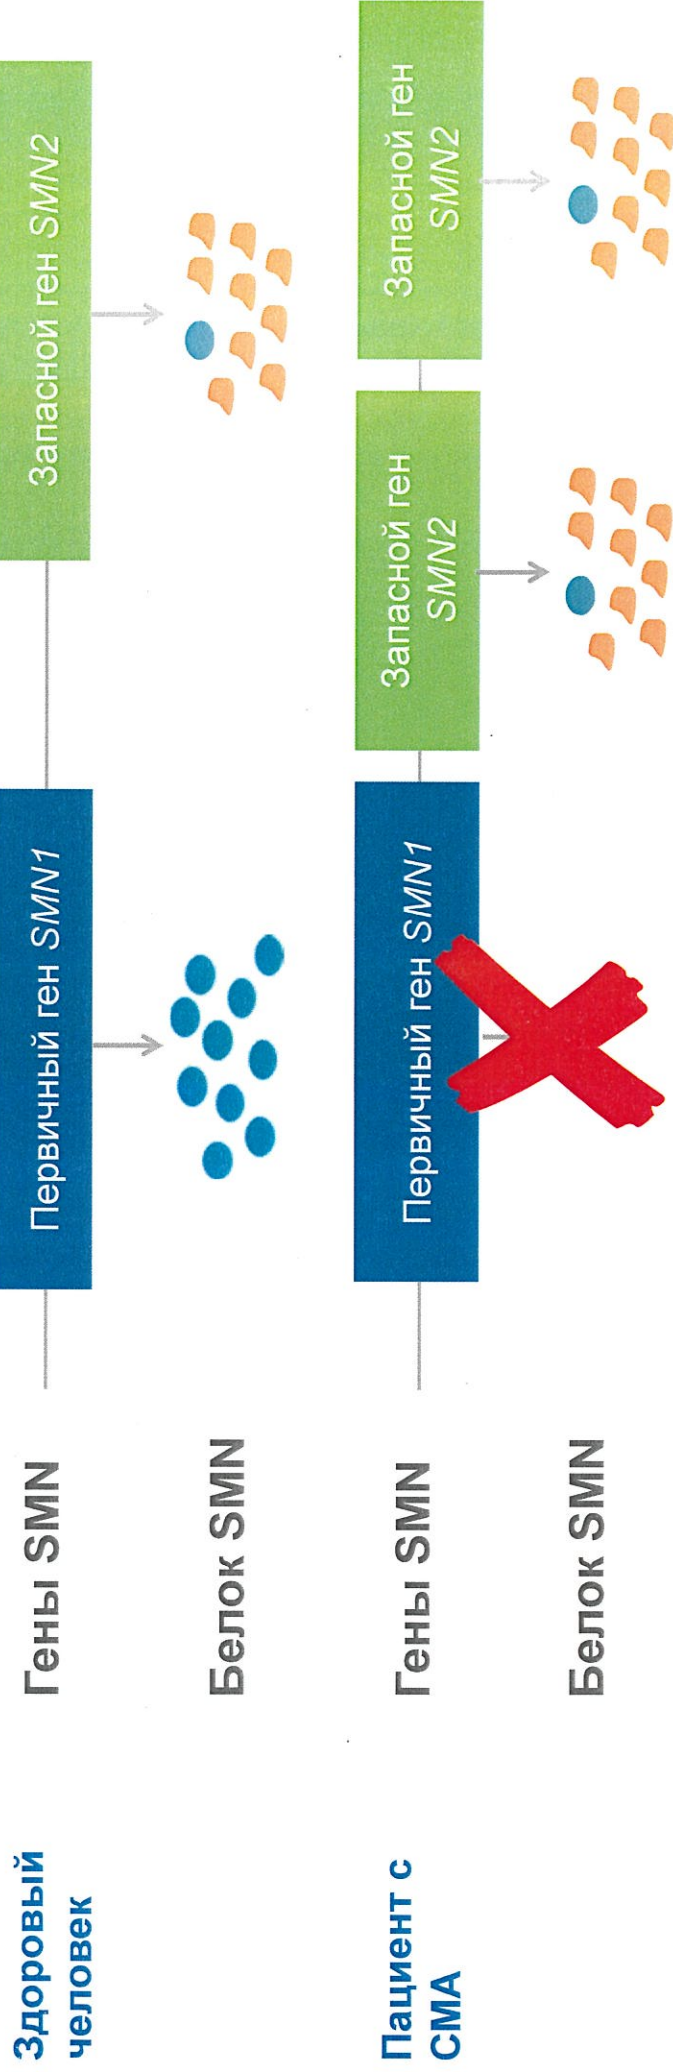 Здоровый
человек
Гены SMN
Первичный ген SMN1
Запасной ген SMN2
Белок SMN
Пациент с
СМА
Гены SMN
Первичный ген SMN1
Запасной ген
SMN2
Запасной ген
SMN2
Белок SMN